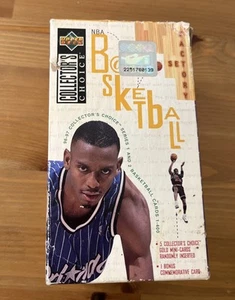 UPPER DECK
COLLECTOR'S CHOICE
NBA
BASKETBALL
FACTORY SET
2251760139
96-97 COLLECTOR'S CHOICE® SERIES 1 AND 2 BASKETBALL CARDS 1-400
5 COLLECTOR'S CHOICE®
GOLD MINI-CARDS
RANDOMLY INSERTED
1 BONUS
COMMEMORATIVE CARD